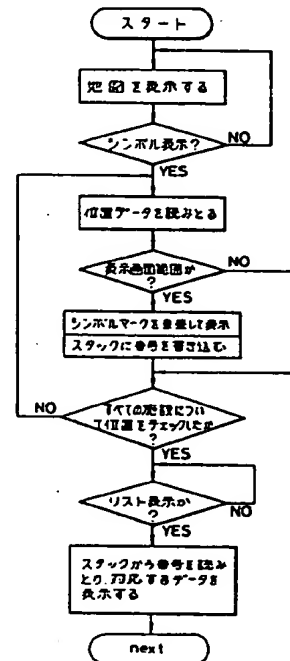 スタート
地図を表示する
シンボル表示?
NO
YES
位置データを読みとる
表示画面範囲か
?
NO
YES
シンボルマークを重畳して表示
スタックに番号を書き込む
すべての施設につい
て位置をチェックしたか
?
NO
YES
リスト表示か
?
NO
YES
スタックから番号を読み
とり、対応するデータを
表示する
next